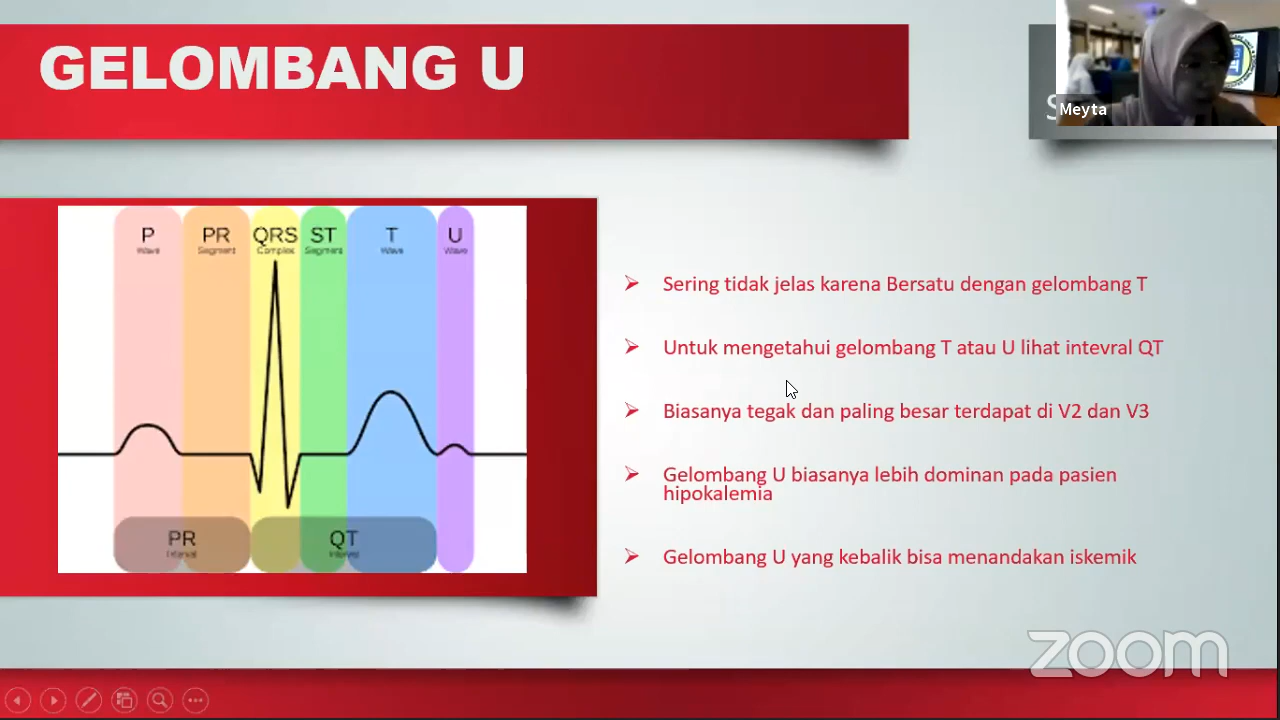 GELOMBANG U
S
Meyta
P
Wave
PR
Segment
QRS
Complex
ST
Segment
T
Wave
U
Wave
PR
Interval
QT
Interval
Sering tidak jelas karena Bersatu dengan gelombang T
Untuk mengetahui gelombang T atau U lihat intevral QT
Biasanya tegak dan paling besar terdapat di V2 dan V3
Gelombang U biasanya lebih dominan pada pasien
hipokalemia
Gelombang U yang kebalik bisa menandakan iskemik
zoom